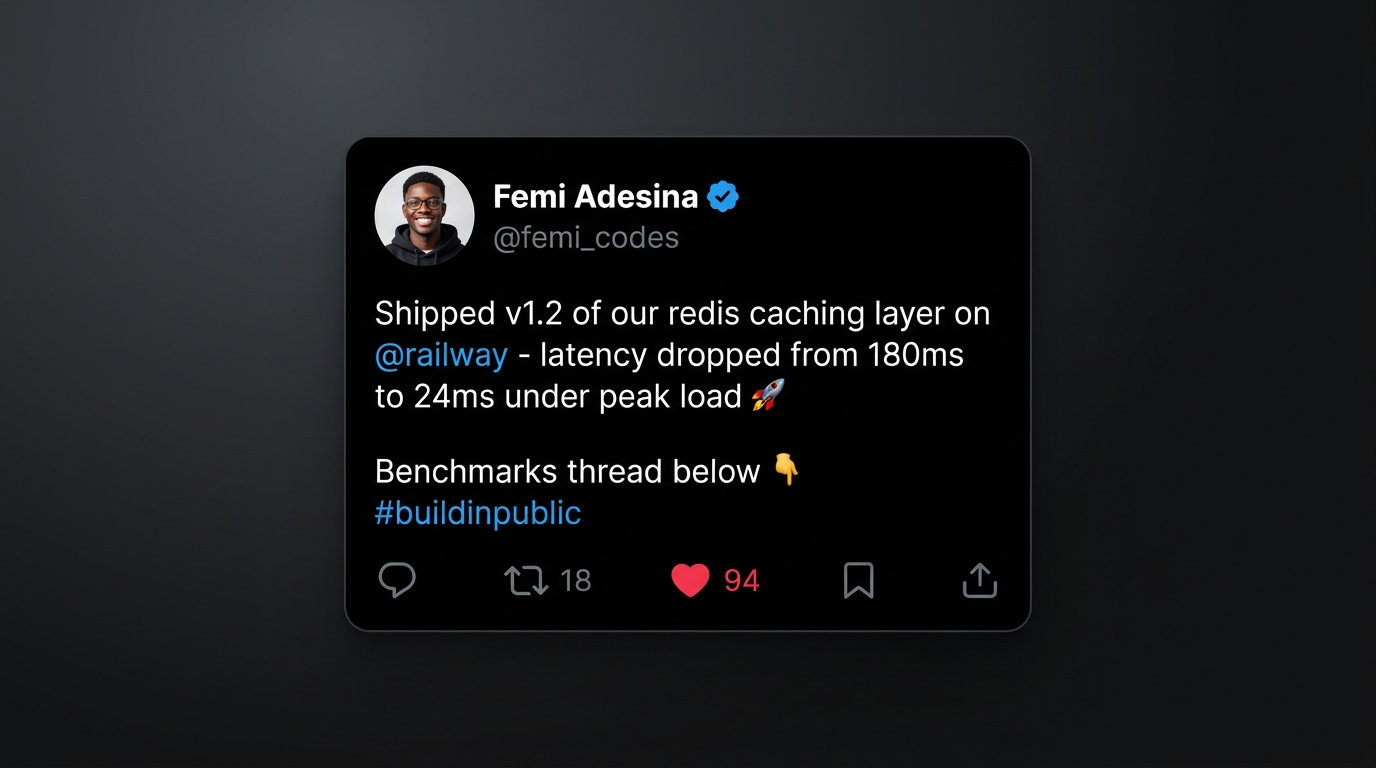 Femi Adesina
@femi_codes
Shipped v1.2 of our redis caching layer on
@railway - latency dropped from 180ms
to 24ms under peak load 🚀
Benchmarks thread below 👇
#buildinpublic
18
94